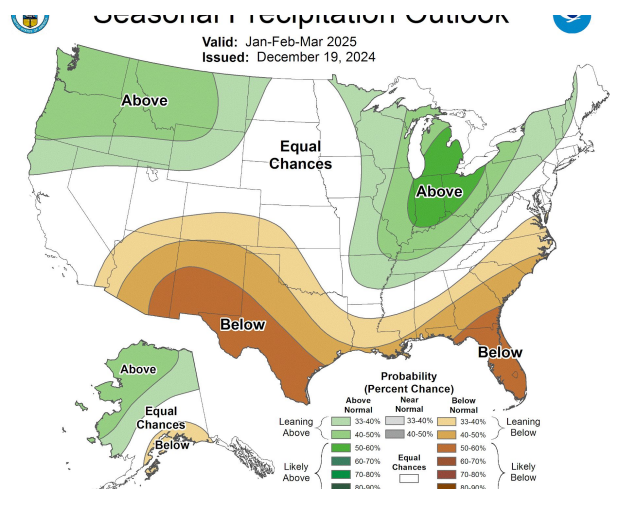 Seasonal Precipitation Outlook
Valid: Jan-Feb-Mar 2025
Issued: December 19, 2024
Above
Equal
Chances
Above
Below
Below
Above
Equal
Chances
Below
Probability
(Percent Chance)
Above Normal
Near Normal
Below Normal
Leaning Above
33-40%
33-40%
33-40%
Leaning Below
40-50%
40-50%
40-50%
50-60%
50-60%
60-70%
Equal Chances
60-70%
Likely Above
70-80%
70-80%
Likely Below
80-90%
80-90%